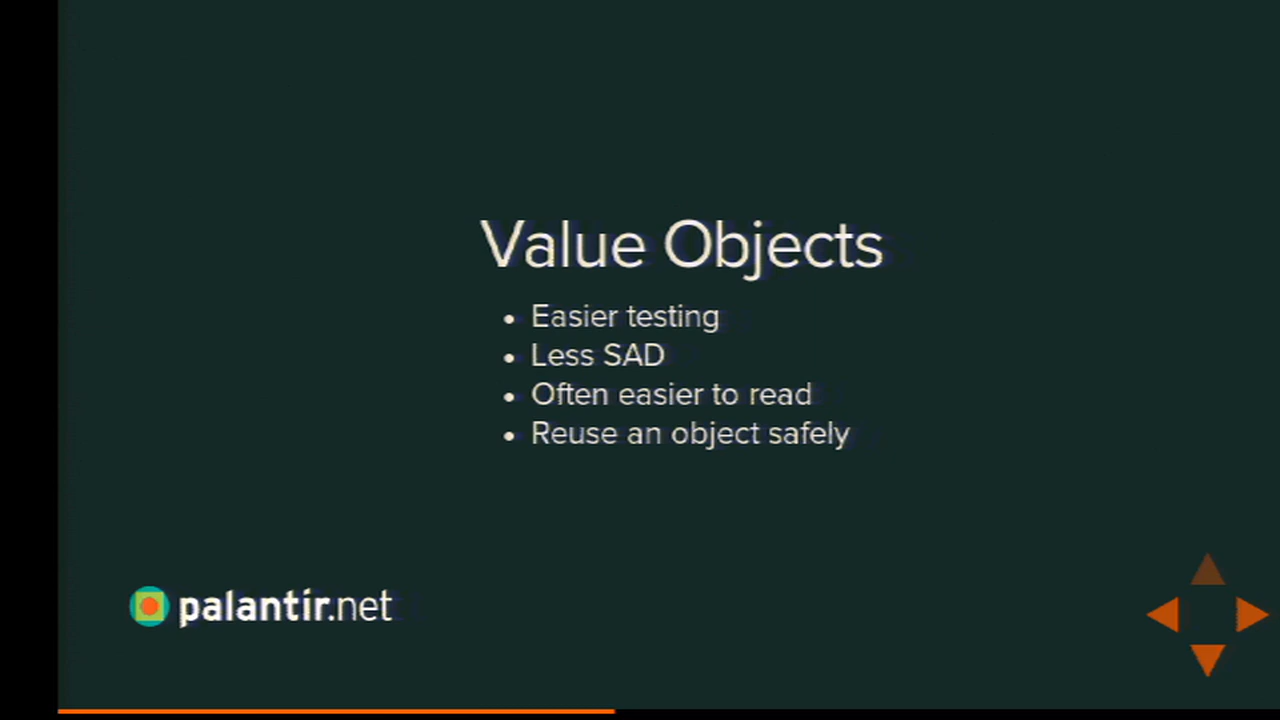 Value Objects
Easier testing
Less SAD
Often easier to read
Reuse an object safely
palantir.net